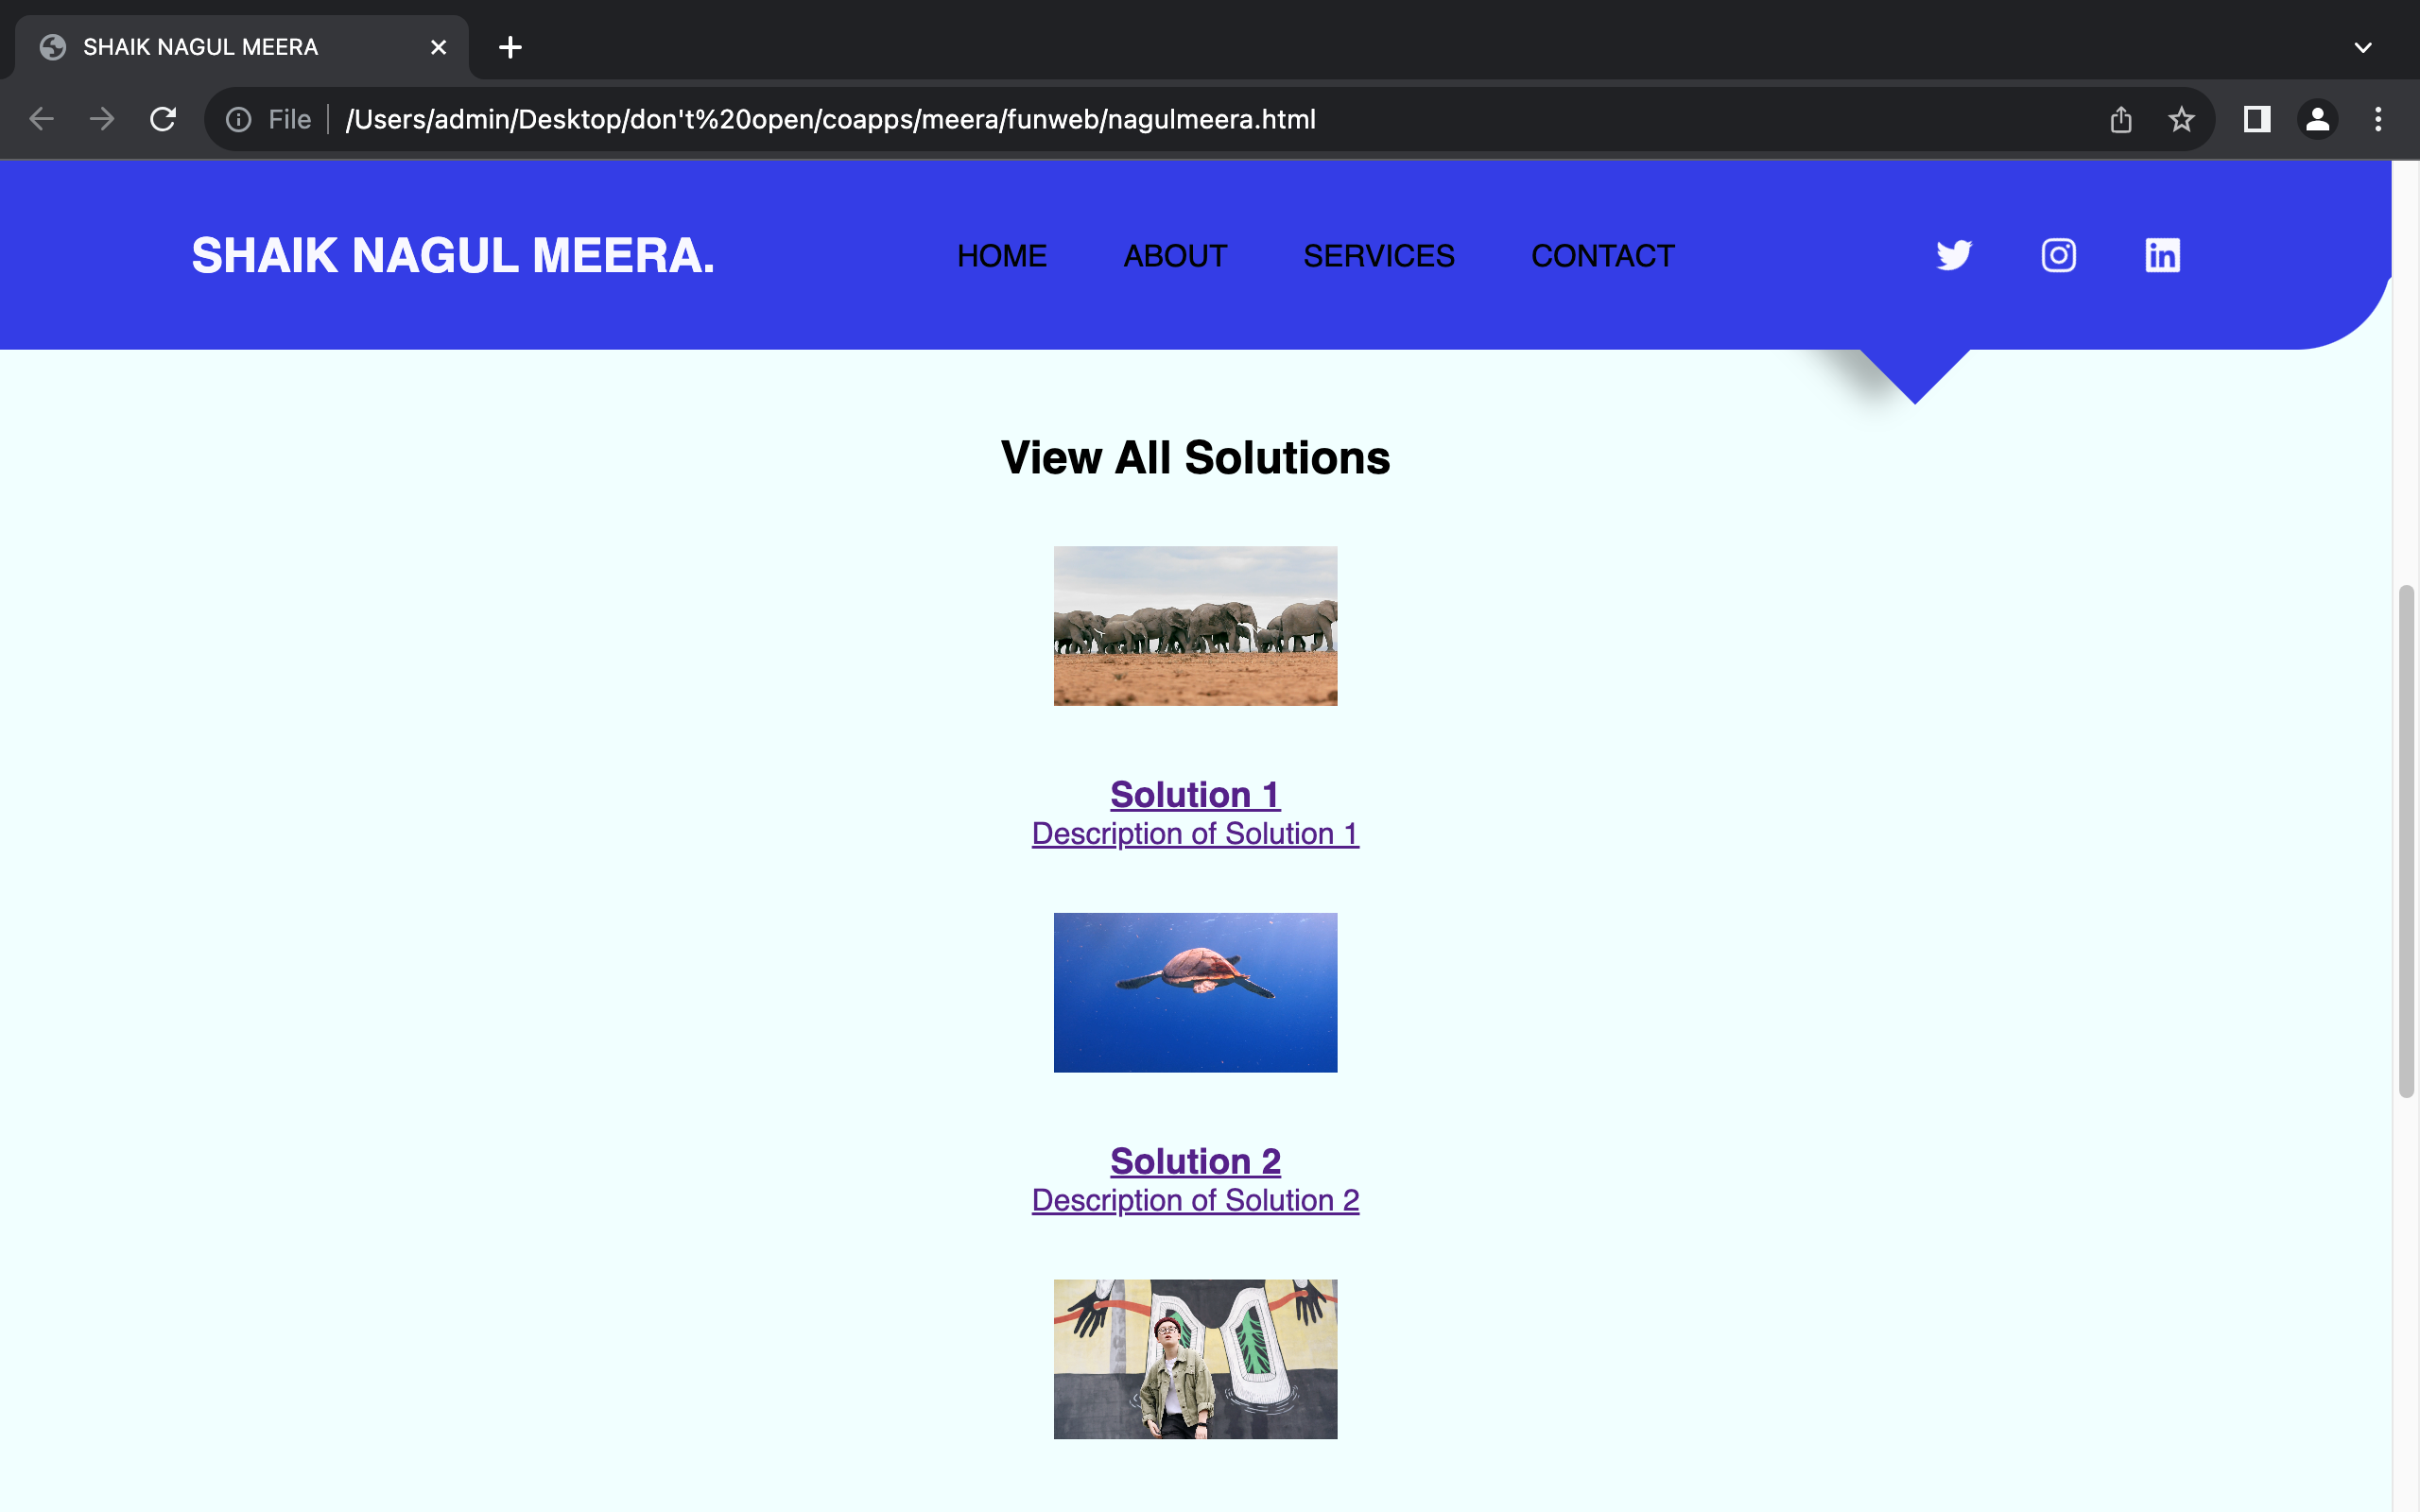 SHAIK NAGUL MEERA
File
/Users/admin/Desktop/don't%20open/coapps/meera/funweb/nagulmeera.html
SHAIK NAGUL MEERA.
HOME
ABOUT
SERVICES
CONTACT
View All Solutions
Solution 1
Description of Solution 1
Solution 2
Description of Solution 2